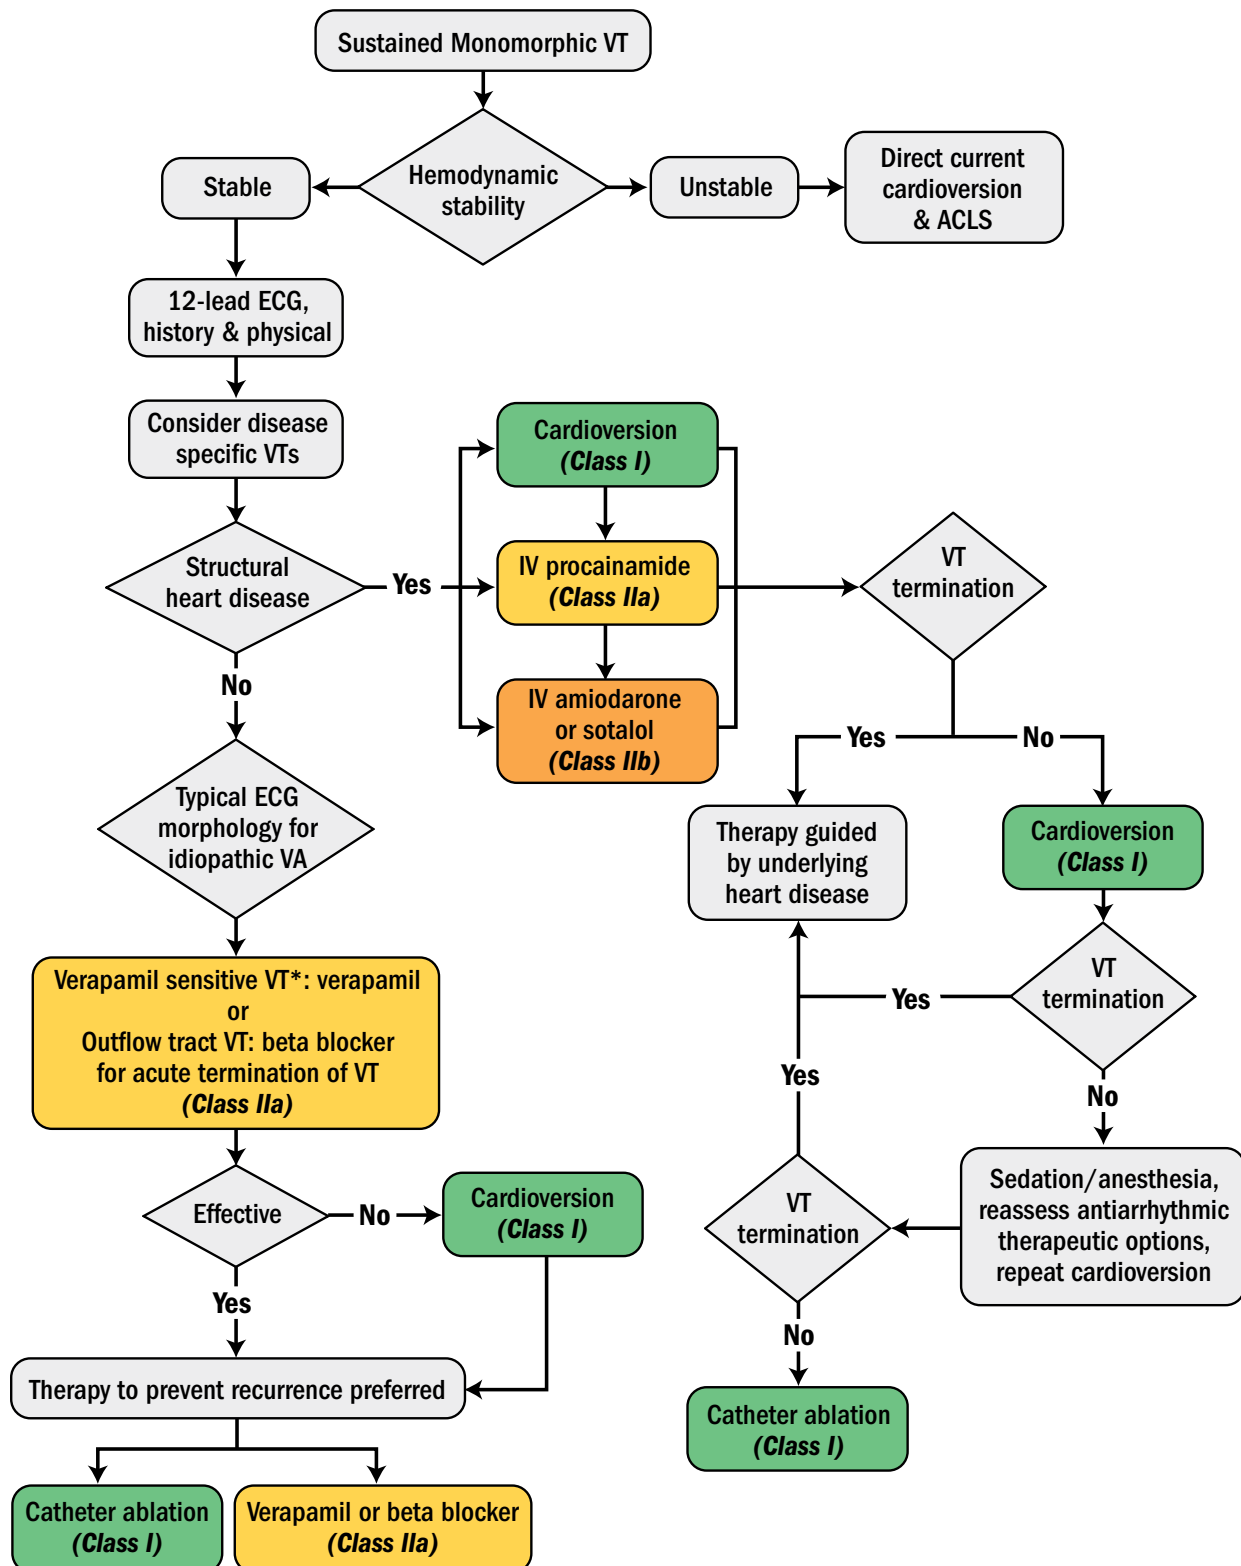 Sustained Monomorphic VT
Hemodynamic
stability
Stable
Unstable
Direct current
cardioversion
& ACLS
12-lead ECG,
history & physical
Consider disease
specific VTs
Structural
heart disease
Yes
No
Cardioversion
(Class I)
IV procainamide
(Class IIa)
IV amiodarone
or sotalol
(Class IIb)
VT
termination
Yes
No
Therapy guided
by underlying
heart disease
Cardioversion
(Class I)
VT
termination
Yes
No
Sedation/anesthesia,
reassess antiarrhythmic
therapeutic options,
repeat cardioversion
VT
termination
Yes
No
Catheter ablation
(Class I)
Typical ECG
morphology for
idiopathic VA
Verapamil sensitive VT*: verapamil
or
Outflow tract VT: beta blocker
for acute termination of VT
(Class IIa)
Effective
No
Cardioversion
(Class I)
Yes
Therapy to prevent recurrence preferred
Catheter ablation
(Class I)
Verapamil or beta blocker
(Class IIa)